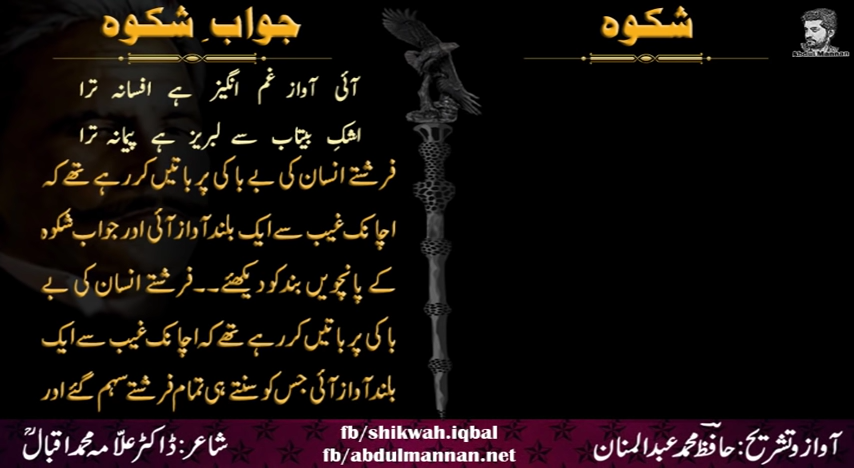 شکوہ
Abdul Mannan
جوابِ شکوہ
آئی آواز غم انگیز ہے افسانہ ترا
اشکِ بیتاب سے لبریز ہے پیمانہ ترا
فرشتے انسان کی بے باکی پر باتیں کر رہے تھے کہ
اچانک غیب سے ایک بلند آواز آئی اور جواب شکوہ
کے پانچویں بند کو دیکھئے۔۔فرشتے انسان کی بے
باکی پر باتیں کر رہے تھے کہ اچانک غیب سے ایک
بلند آواز آئی جس کو سنتے ہی تمام فرشتے سہم گئے اور
آواز و تشریح: حافظ محمد عبدالمنان
fb/shikwah.iqbal
fb/abdulmannan.net
شاعر: ڈاکٹر علّامہ محمد اقبالؒ